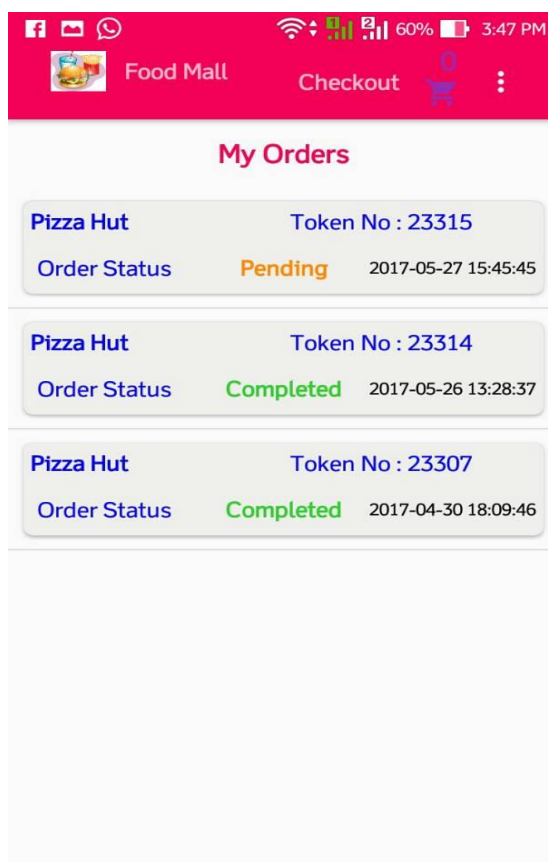 60% 3:47 PM
Food Mall
Checkout
0
My Orders
Pizza Hut Token No : 23315
Order Status Pending 2017-05-27 15:45:45
Pizza Hut Token No : 23314
Order Status Completed 2017-05-26 13:28:37
Pizza Hut Token No : 23307
Order Status Completed 2017-04-30 18:09:46